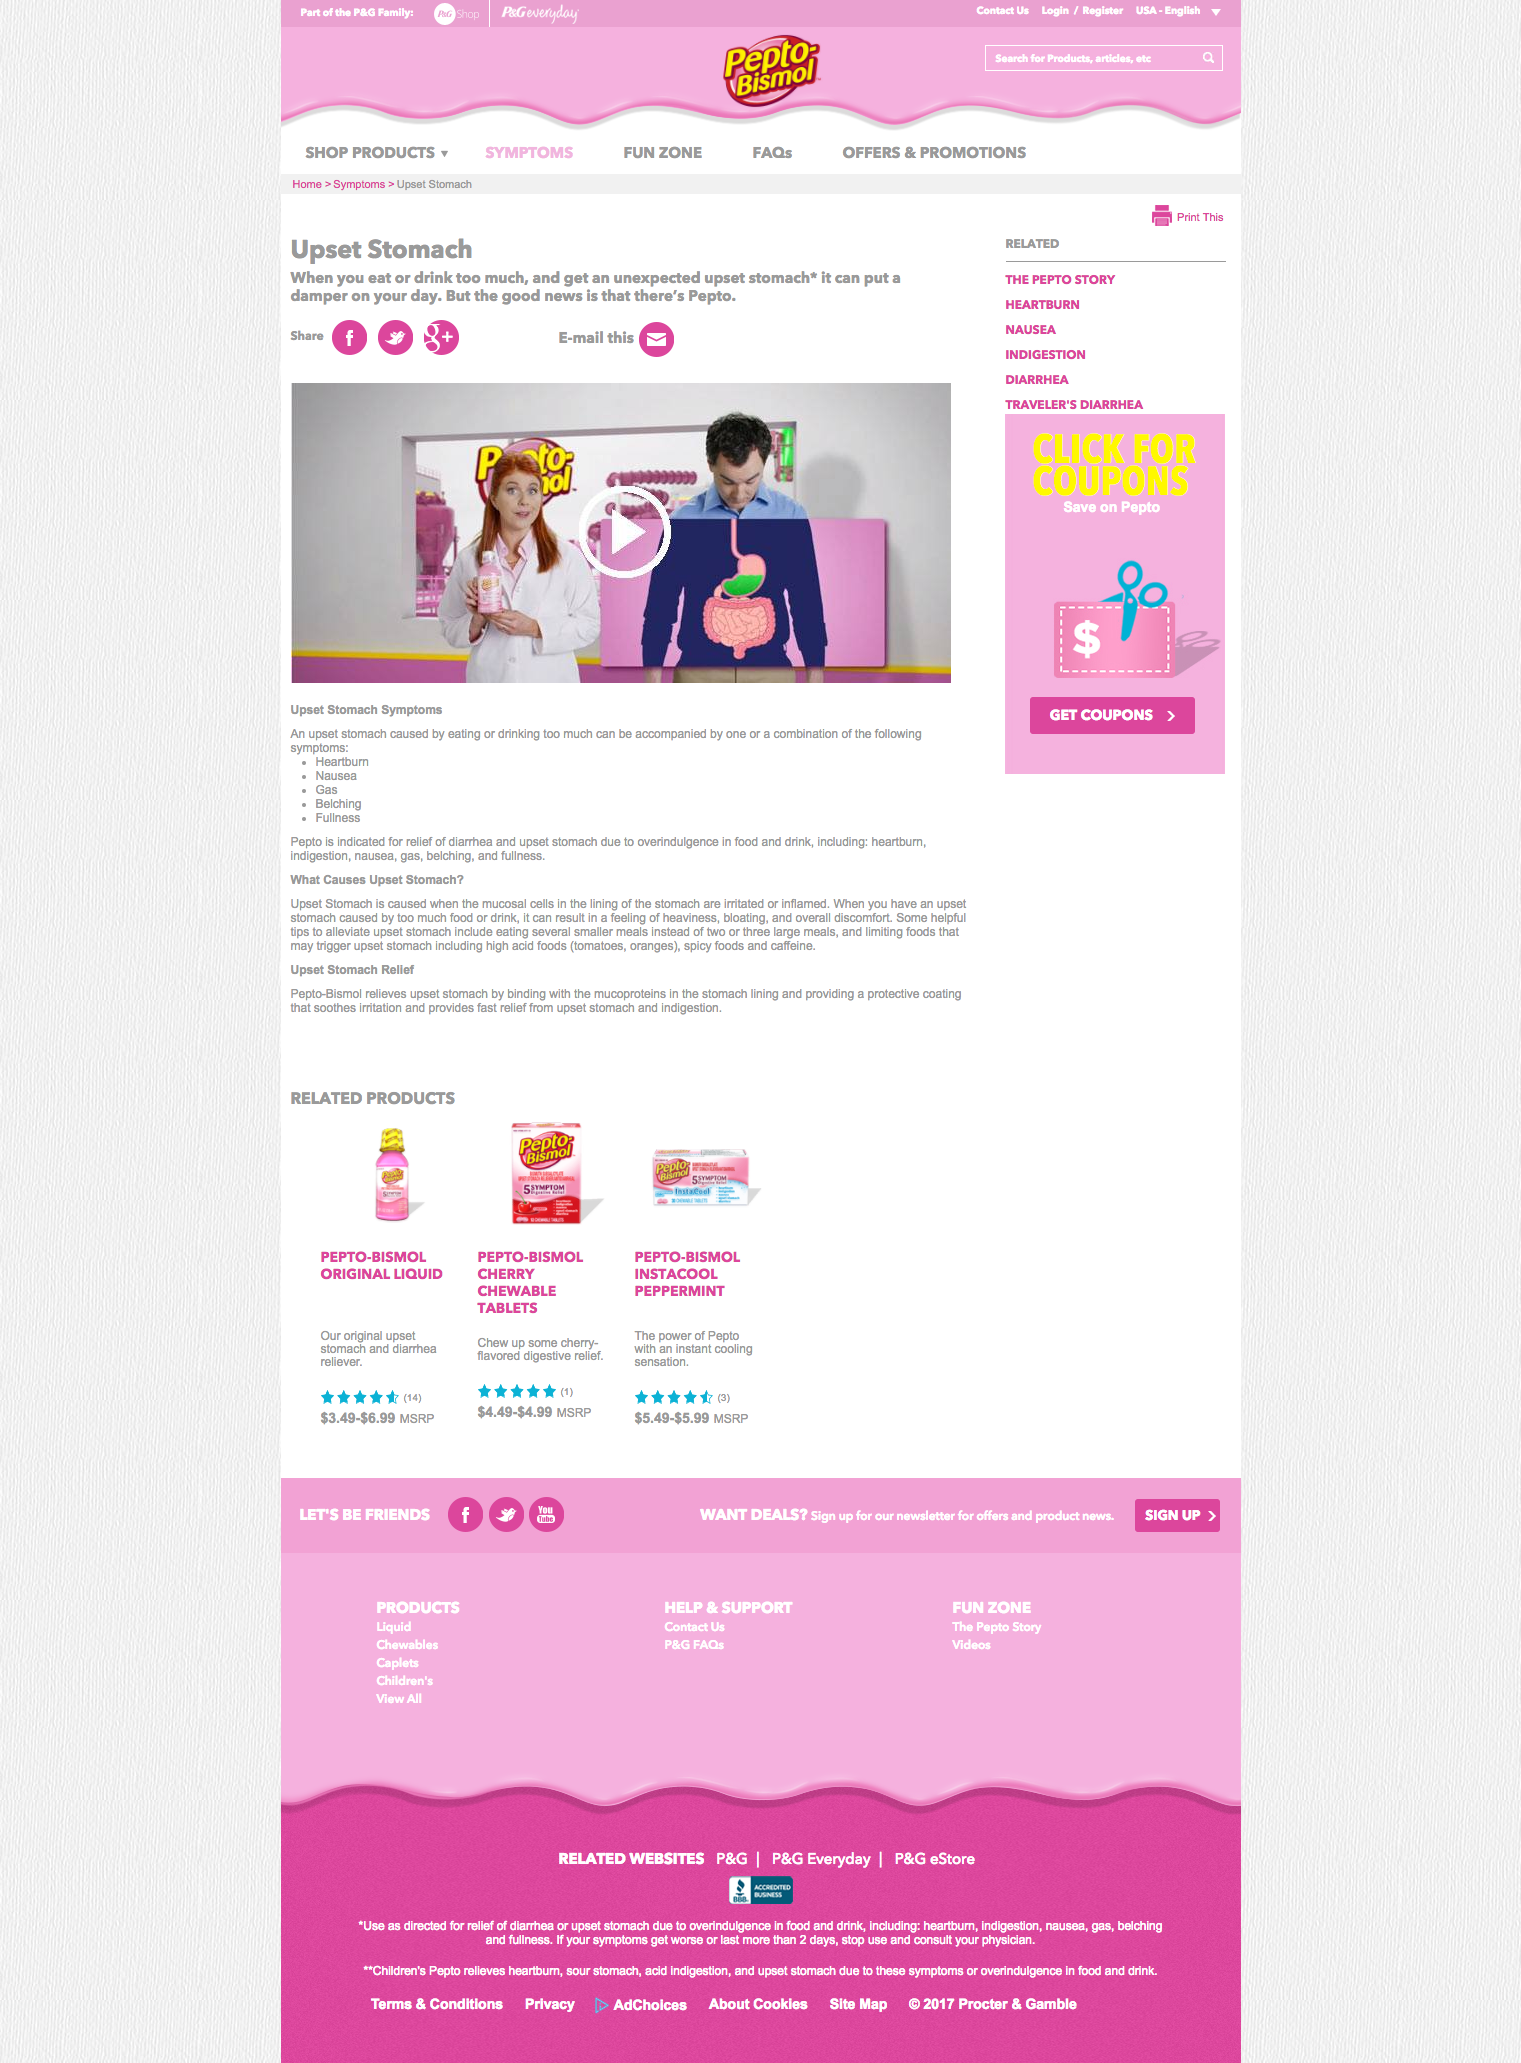 Part of the P&G Family:
P&G Shop
P&G everyday
Contact Us
Login / Register
USA - English
Pepto-
Bismol
Search for Products, articles, etc
SHOP PRODUCTS
SYMPTOMS
FUN ZONE
FAQs
OFFERS & PROMOTIONS
Home > Symptoms > Upset Stomach
Print This
Upset Stomach
When you eat or drink too much, and get an unexpected upset stomach* it can put a
damper on your day. But the good news is that there's Pepto.
Share
f
g+
E-mail this
RELATED
THE PEPTO STORY
HEARTBURN
NAUSEA
INDIGESTION
DIARRHEA
TRAVELER'S DIARRHEA
CLICK FOR
COUPONS
Save on Pepto
$
GET COUPONS
Upset Stomach Symptoms
An upset stomach caused by eating or drinking too much can be accompanied by one or a combination of the following
symptoms:
Heartburn
Nausea
Gas
Belching
Fullness
Pepto is indicated for relief of diarrhea and upset stomach due to overindulgence in food and drink, including: heartburn,
indigestion, nausea, gas, belching, and fullness.
What Causes Upset Stomach?
Upset Stomach is caused when the mucosal cells in the lining of the stomach are irritated or inflamed. When you have an upset
stomach caused by too much food or drink, it can result in a feeling of heaviness, bloating, and overall discomfort. Some helpful
tips to alleviate upset stomach include eating several smaller meals instead of two or three large meals, and limiting foods that
may trigger upset stomach including high acid foods (tomatoes, oranges), spicy foods and caffeine.
Upset Stomach Relief
Pepto-Bismol relieves upset stomach by binding with the mucoproteins in the stomach lining and providing a protective coating
that soothes irritation and provides fast relief from upset stomach and indigestion.
RELATED PRODUCTS
Pepto-
Bismol
5 SYMPTOM
Digestive Relief
Pepto-
Bismol
5 SYMPTOM
InstaCool
PEPTO-BISMOL
ORIGINAL LIQUID
Our original upset
stomach and diarrhea
reliever.
(14)
$3.49-$6.99 MSRP
PEPTO-BISMOL
CHERRY
CHEWABLE
TABLETS
Chew up some cherry-
flavored digestive relief.
(1)
$4.49-$4.99 MSRP
PEPTO-BISMOL
INSTACOOL
PEPPERMINT
The power of Pepto
with an instant cooling
sensation.
(3)
$5.49-$5.99 MSRP
LET'S BE FRIENDS
f
You
Tube
WANT DEALS? Sign up for our newsletter for offers and product news.
SIGN UP
PRODUCTS
Liquid
Chewables
Caplets
Children's
View All
HELP & SUPPORT
Contact Us
P&G FAQs
FUN ZONE
The Pepto Story
Videos
RELATED WEBSITES P&G | P&G Everyday | P&G eStore
BBB
ACCREDITED
BUSINESS
*Use as directed for relief of diarrhea or upset stomach due to overindulgence in food and drink, including: heartburn, indigestion, nausea, gas, belching
and fullness. If your symptoms get worse or last more than 2 days, stop use and consult your physician.
**Children's Pepto relieves heartburn, sour stomach, acid indigestion, and upset stomach due to these symptoms or overindulgence in food and drink.
Terms & Conditions
Privacy
AdChoices
About Cookies
Site Map
© 2017 Procter & Gamble